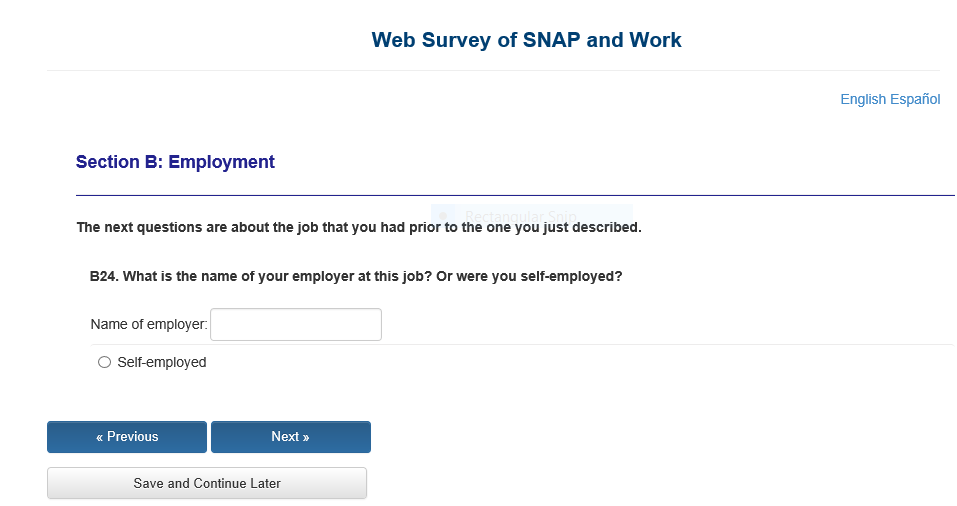 Web Survey of SNAP and Work
English Español
Section B: Employment
Rectangular Snip
The next questions are about the job that you had prior to the one you just described.
B24. What is the name of your employer at this job? Or were you self-employed?
Name of employer:
Self-employed
« Previous
Next »
Save and Continue Later